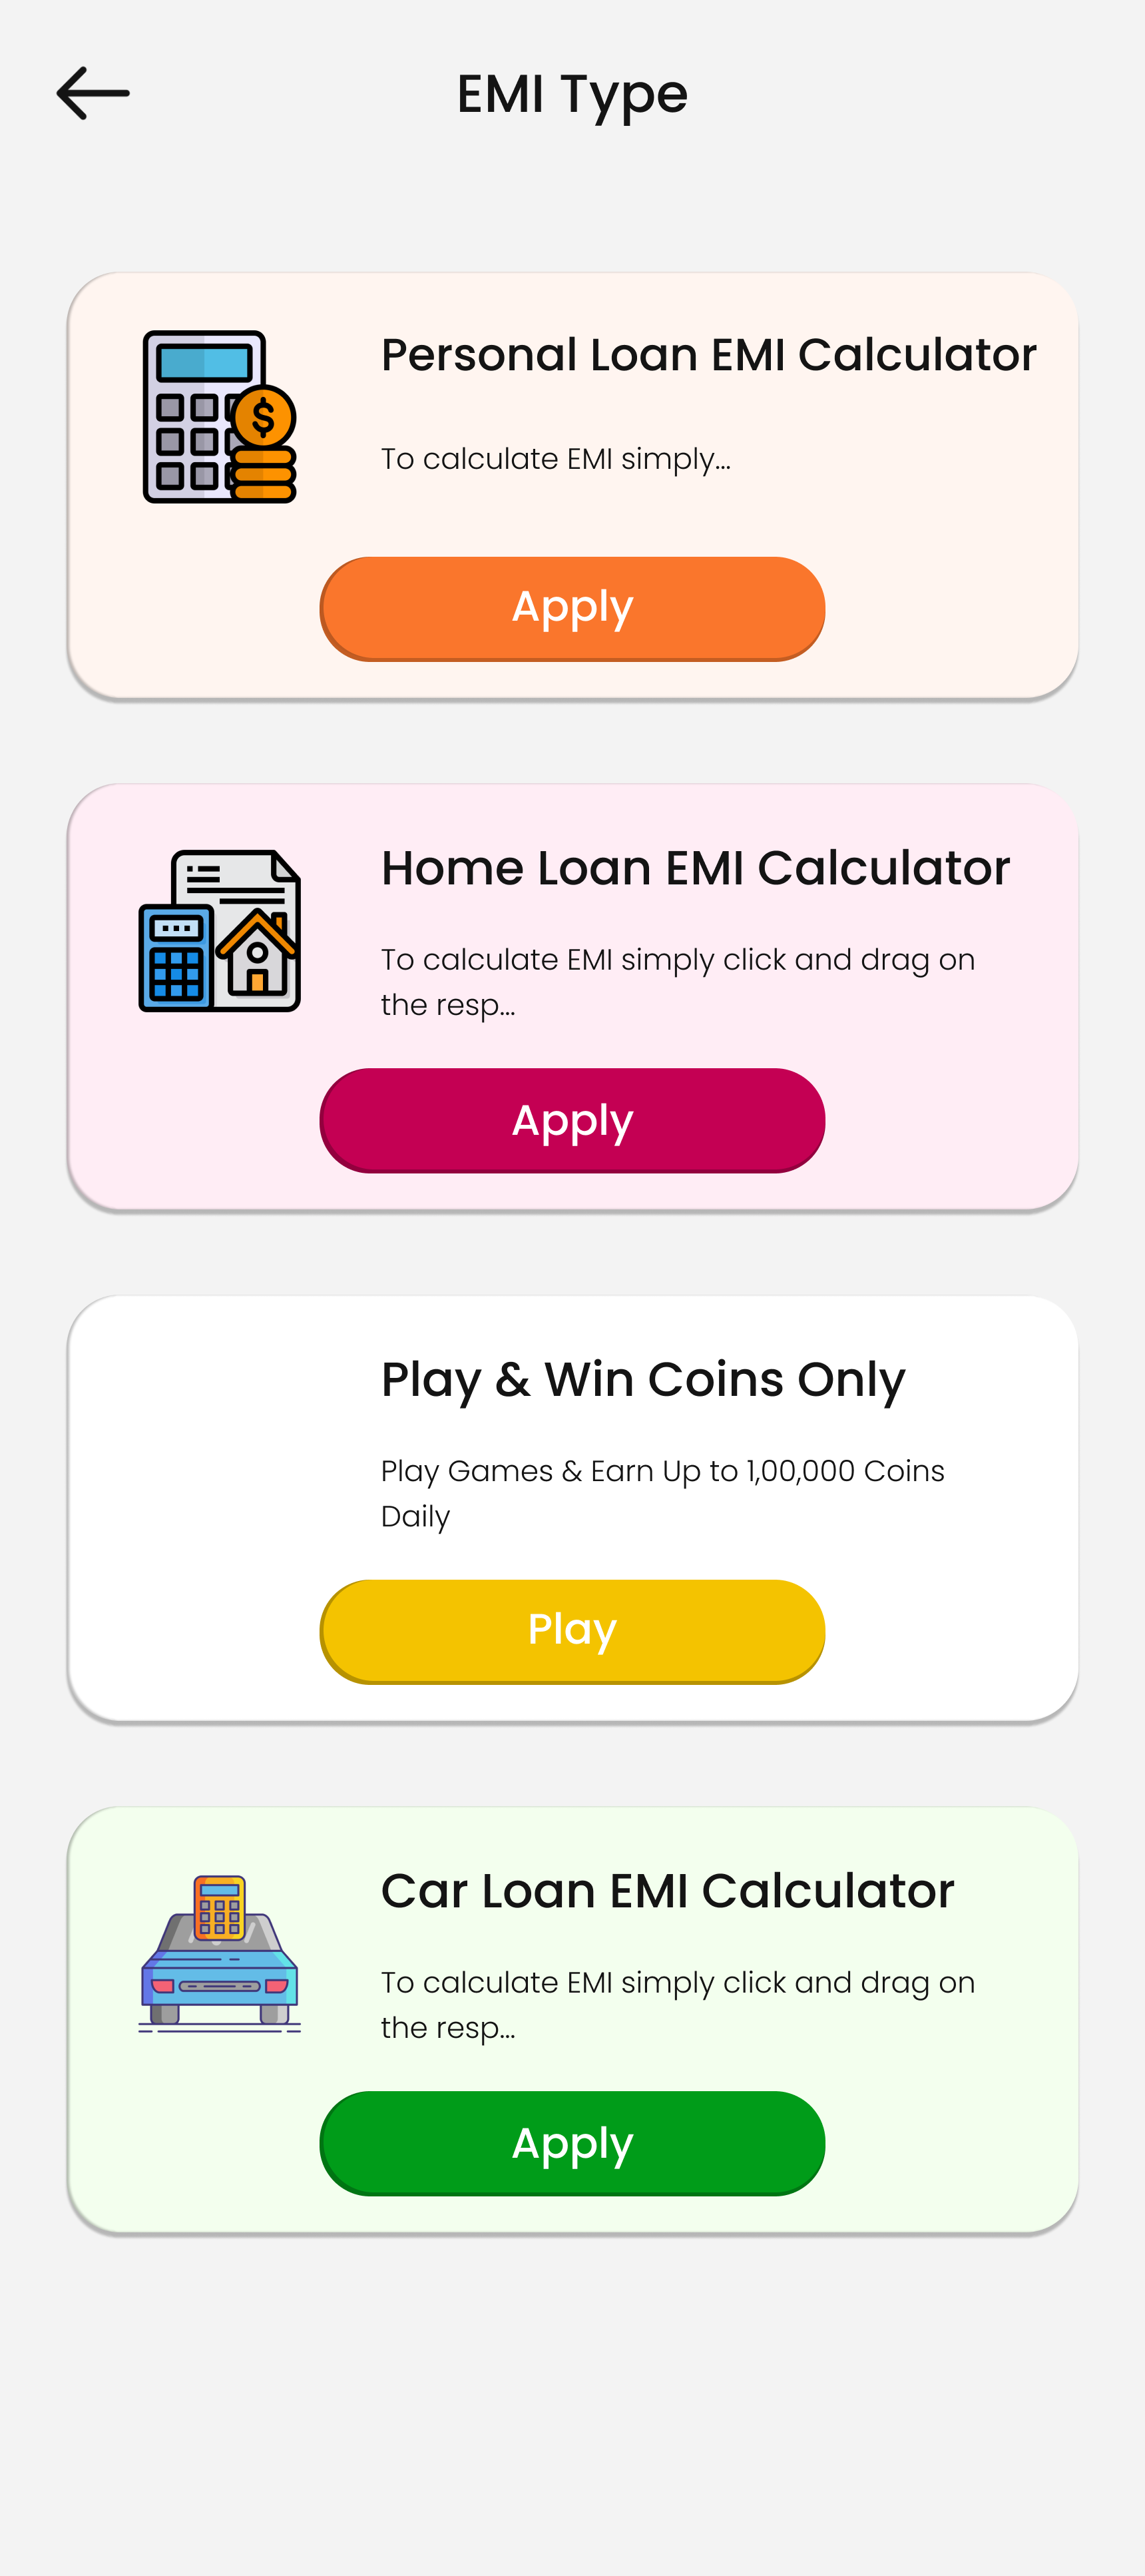 EMI Type
Personal Loan EMI Calculator
To calculate EMI simply...
Apply
Home Loan EMI Calculator
To calculate EMI simply click and drag on
the resp...
Apply
Play & Win Coins Only
Play Games & Earn Up to 1,00,000 Coins
Daily
Play
Car Loan EMI Calculator
To calculate EMI simply click and drag on
the resp...
Apply